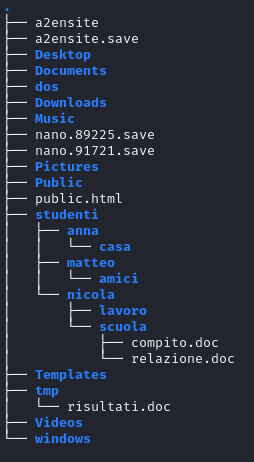 .
├── a2ensite
├── a2ensite.save
├── Desktop
├── Documents
├── dos
├── Downloads
├── Music
├── nano.89225.save
├── nano.91721.save
├── Pictures
├── Public
├── public.html
├── studenti
│   ├── anna
│   │   └── casa
│   ├── matteo
│   │   └── amici
│   └── nicola
│       ├── lavoro
│       └── scuola
│           ├── compito.doc
│           └── relazione.doc
├── Templates
├── tmp
│   └── risultati.doc
├── Videos
└── windows